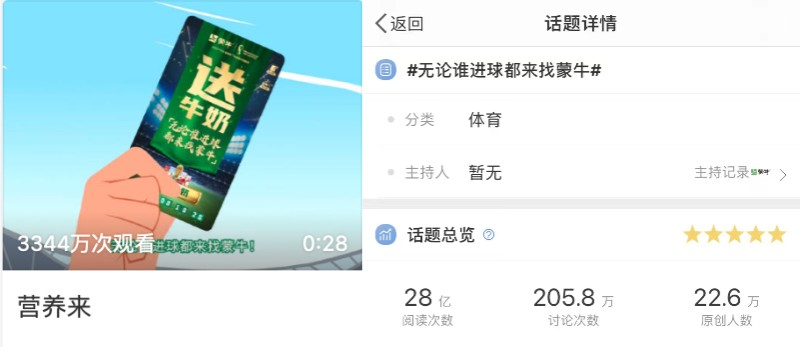 蒙牛
送
牛奶
「无论谁进球
都来找蒙牛」
3344万次观看
进球都来找蒙牛!
0:28
营养来
返回
话题详情
#无论谁进球都来找蒙牛#
分类
体育
主持人
暂无
主持记录
蒙牛
话题总览
28亿
阅读次数
205.8万
讨论次数
22.6万
原创人数